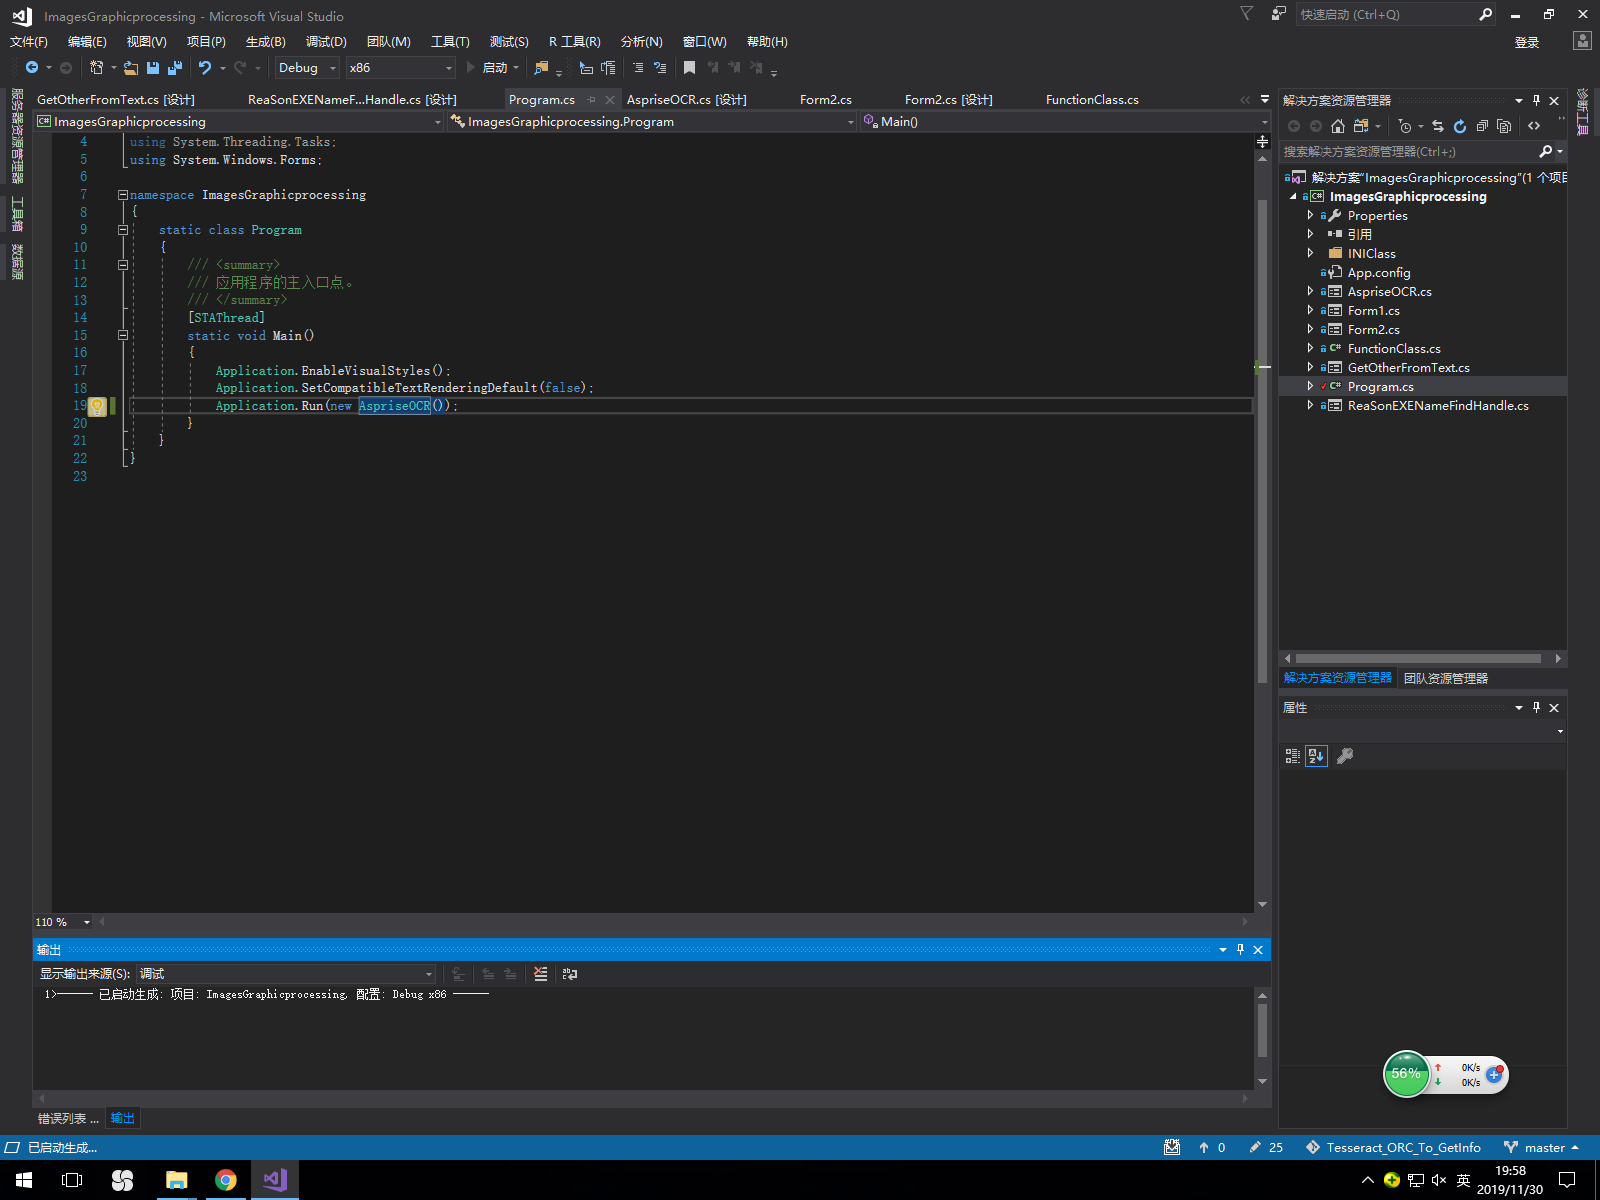 ImagesGraphicprocessing - Microsoft Visual Studio
快速启动 (Ctrl+Q)
文件(F) 编辑(E) 视图(V) 项目(P) 生成(B) 调试(D) 团队(M) 工具(T) 测试(S) R 工具(R) 分析(N) 窗口(W) 帮助(H)
登录
Debug x86 启动
服务器资源管理器
工具箱
数据源
GetOtherFromText.cs [设计] ReaSonEXENameF...Handle.cs [设计] Program.cs AspriseOCR.cs [设计] Form2.cs Form2.cs [设计] FunctionClass.cs
ImagesGraphicprocessing ImagesGraphicprocessing.Program Main()
4 using System.Threading.Tasks;
5 using System.Windows.Forms;
6
7 namespace ImagesGraphicprocessing
8 {
9 static class Program
10 {
11 /// <summary>
12 /// 应用程序的主入口点。
13 /// </summary>
14 [STAThread]
15 static void Main()
16 {
17 Application.EnableVisualStyles();
18 Application.SetCompatibleTextRenderingDefault(false);
19 Application.Run(new AspriseOCR());
20 }
21 }
22 }
23
110 %
输出
显示输出来源(S): 调试
1>------ 已启动生成: 项目: ImagesGraphicprocessing, 配置: Debug x86 ------
错误列表 ... 输出
解决方案资源管理器
搜索解决方案资源管理器(Ctrl+;)
解决方案"ImagesGraphicprocessing"(1 个项目
ImagesGraphicprocessing
Properties
引用
INIClass
App.config
AspriseOCR.cs
Form1.cs
Form2.cs
FunctionClass.cs
GetOtherFromText.cs
Program.cs
ReaSonEXENameFindHandle.cs
解决方案资源管理器 团队资源管理器
属性
诊断工具
56% 0K/s
0K/s
已启动生成... 0 25 Tesseract_ORC_To_GetInfo master
英 19:58
2019/11/30